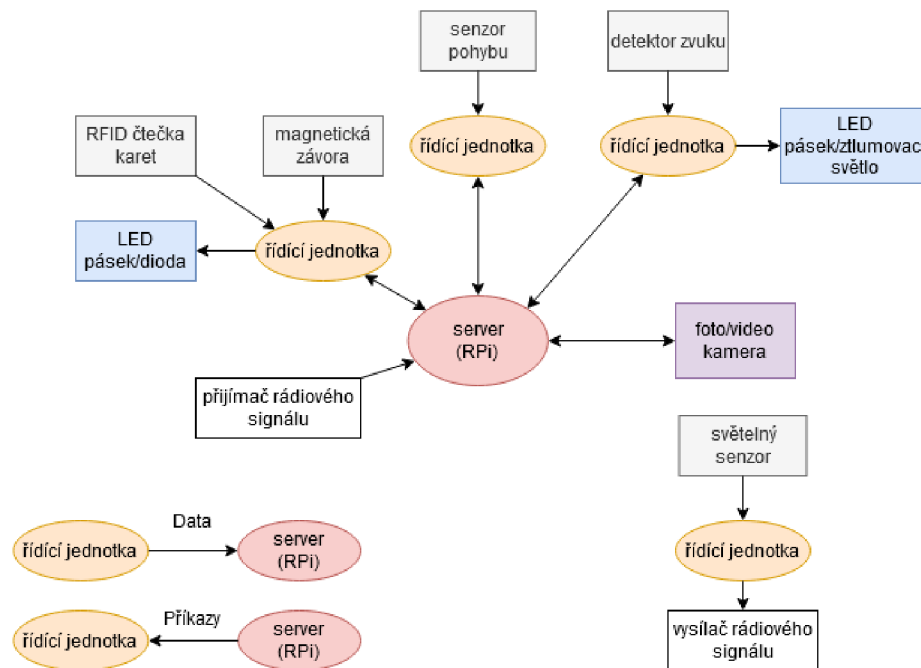 senzor
pohybu
detektor zvuku
RFID čtečka
karet
magnetická
závora
řídící jednotka
řídící jednotka
LED
pásek/ztlumovac
světlo
LED
pásek/dioda
řídící jednotka
server
(RPi)
foto/video
kamera
přijímač rádiového
signálu
světelný
senzor
řídící jednotka
Data
server
(RPi)
řídící jednotka
vysílač rádiového
signálu
řídící jednotka
Příkazy
server
(RPi)